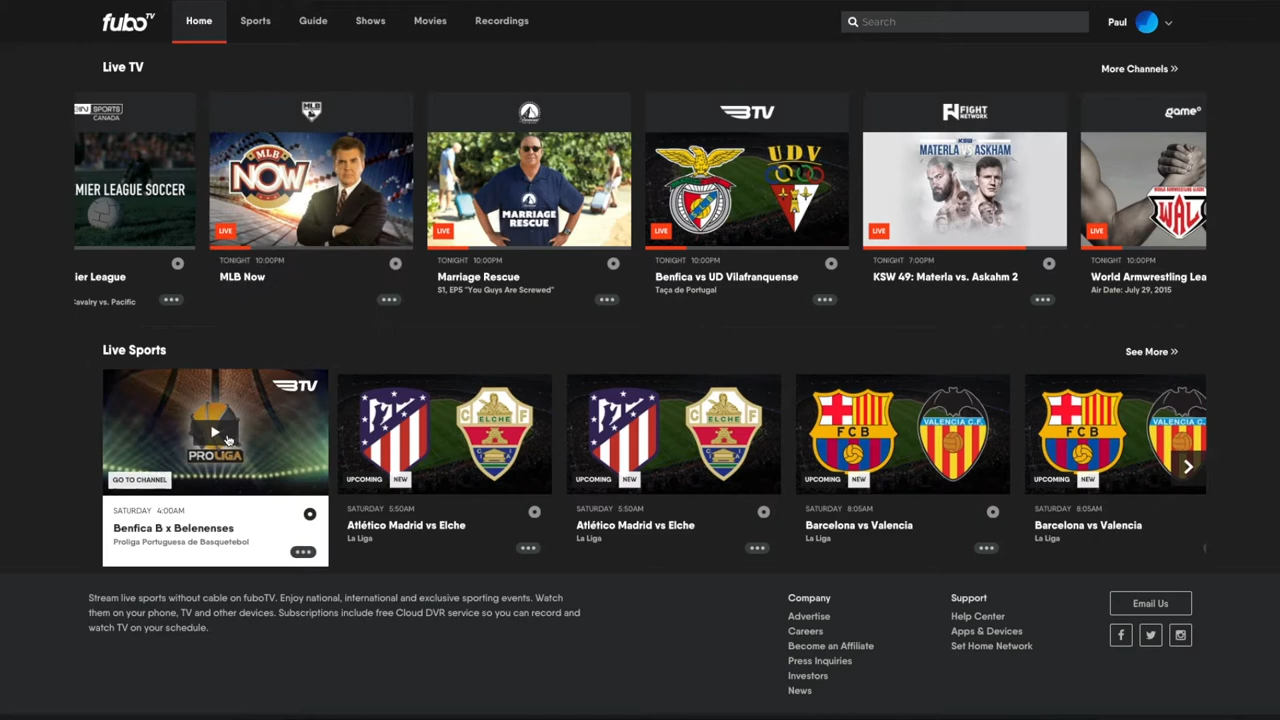 fuboTV
Home Sports Guide Shows Movies Recordings
Search
Paul
Live TV
More Channels »
SPORTS
CANADA
MLB
BTV
FIGHT NETWORK
game+
MIER LEAGUE SOCCER
MLB
NOW
LIVE
MARRIAGE
RESCUE
LIVE
UDV
LIVE
KSW
MATERLA VS ASKHAM
LIVE
WORLD ARMWRESTLING LEAGUE
WAL
LIVE
ier League
Cavalry vs. Pacific
•••
TONIGHT 10:00PM
MLB Now
•••
TONIGHT 10:00PM
Marriage Rescue
S1, EP5 "You Guys Are Screwed"
•••
TONIGHT 10:00PM
Benfica vs UD Vilafranquense
Taça de Portugal
•••
TONIGHT 7:00PM
KSW 49: Materla vs. Askahm 2
•••
TONIGHT 10:00PM
World Armwrestling Lea
Air Date: July 29, 2015
Live Sports
See More »
BTV
PROLIGA
GO TO CHANNEL
SATURDAY 4:00AM
Benfica B x Belenenses
Proliga Portuguesa de Basquetebol
•••
UPCOMING NEW
SATURDAY 5:50AM
Atlético Madrid vs Elche
La Liga
•••
UPCOMING NEW
SATURDAY 5:50AM
Atlético Madrid vs Elche
La Liga
•••
FCB
VALENCIA C.F.
UPCOMING NEW
SATURDAY 8:05AM
Barcelona vs Valencia
La Liga
•••
FCB
VALENCIA
UPCOMING NEW
SATURDAY 8:05AM
Barcelona vs Valencia
La Liga
Stream live sports without cable on fuboTV. Enjoy national, international and exclusive sporting events. Watch
them on your phone, TV and other devices. Subscriptions include free Cloud DVR service so you can record and
watch TV on your schedule.
Company
Advertise
Careers
Become an Affiliate
Press Inquiries
Investors
News
Support
Help Center
Apps & Devices
Set Home Network
Email Us